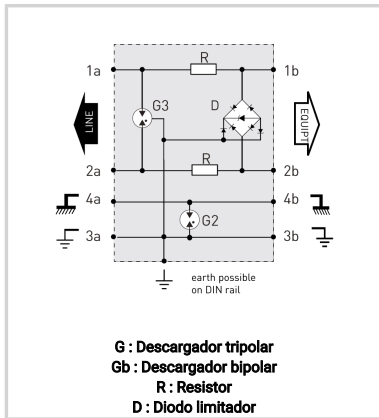 R
1a
1b
G3
D
LINE
EQUIPT
R
2a
2b
4a
4b
G2
3a
3b
earth possible
on DIN rail
G : Descargador tripolar
Gb : Descargador bipolar
R : Resistor
D : Diodo limitador